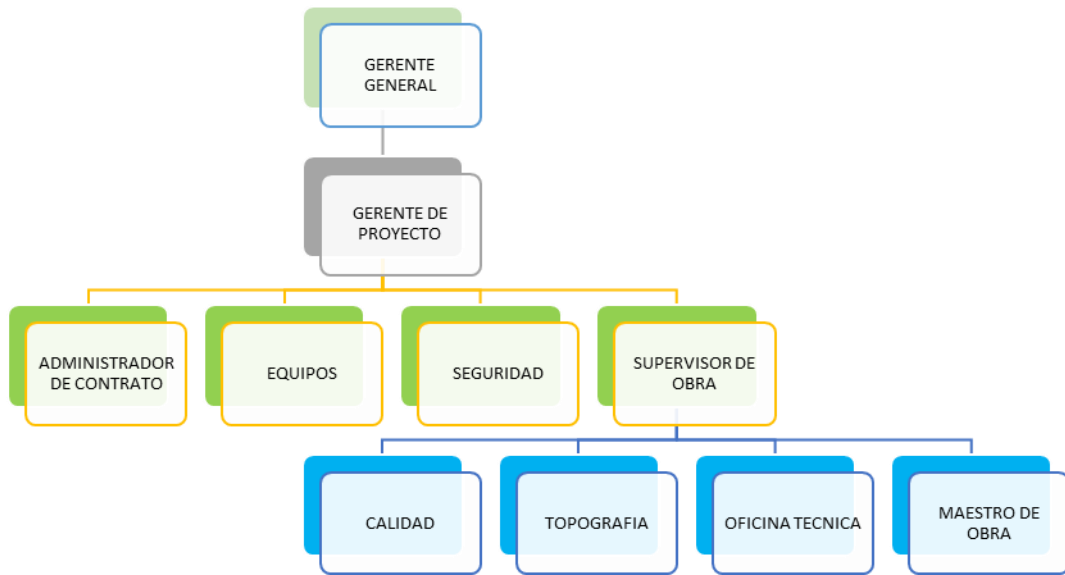 GERENTE
GENERAL
GERENTE DE
PROYECTO
ADMINISTRADOR
DE CONTRATO
EQUIPOS
SEGURIDAD
SUPERVISOR DE
OBRA
CALIDAD
TOPOGRAFIA
OFICINA TECNICA
MAESTRO DE
OBRA